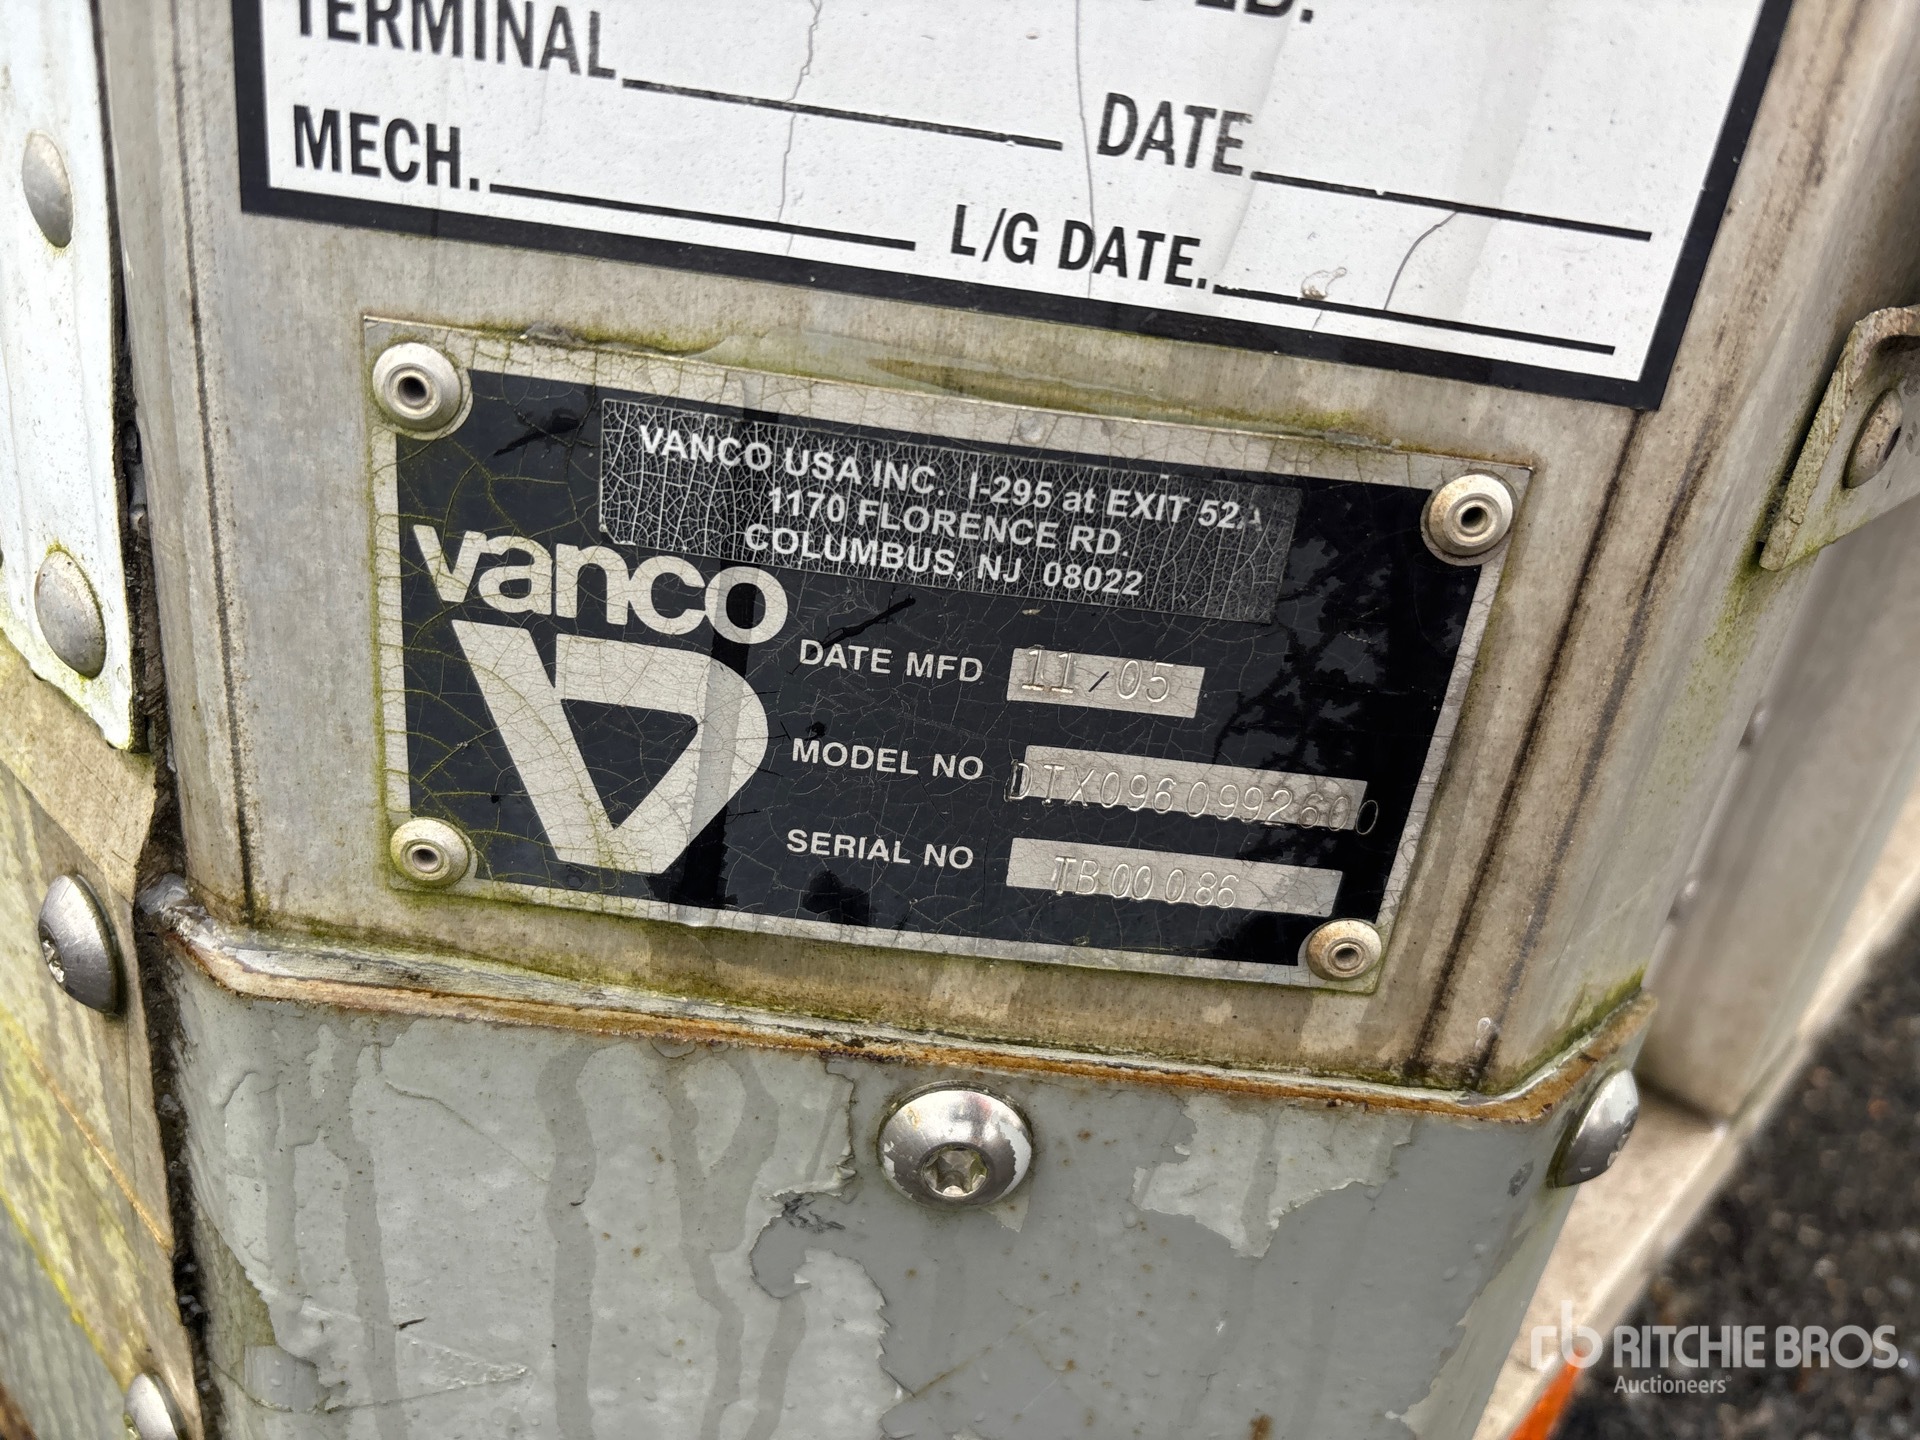 TERMINAL
DATE
MECH.
L/G DATE.
VANCO USA INC. I-295 at EXIT 52A
1170 FLORENCE RD.
COLUMBUS, NJ 08022
vanco
DATE MFD 11/05
MODEL NO DTX0960992600
SERIAL NO TB00086
rb RITCHIE BROS.
Auctioneers